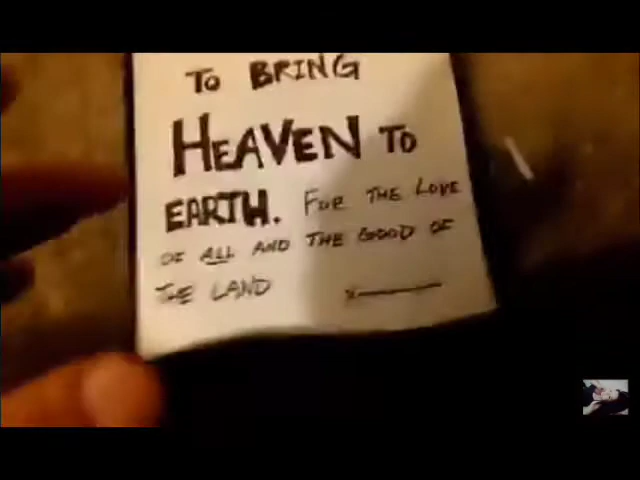 TO BRING
HEAVEN TO
EARTH. FOR THE LOVE
OF ALL AND THE GOOD OF
THE LAND x